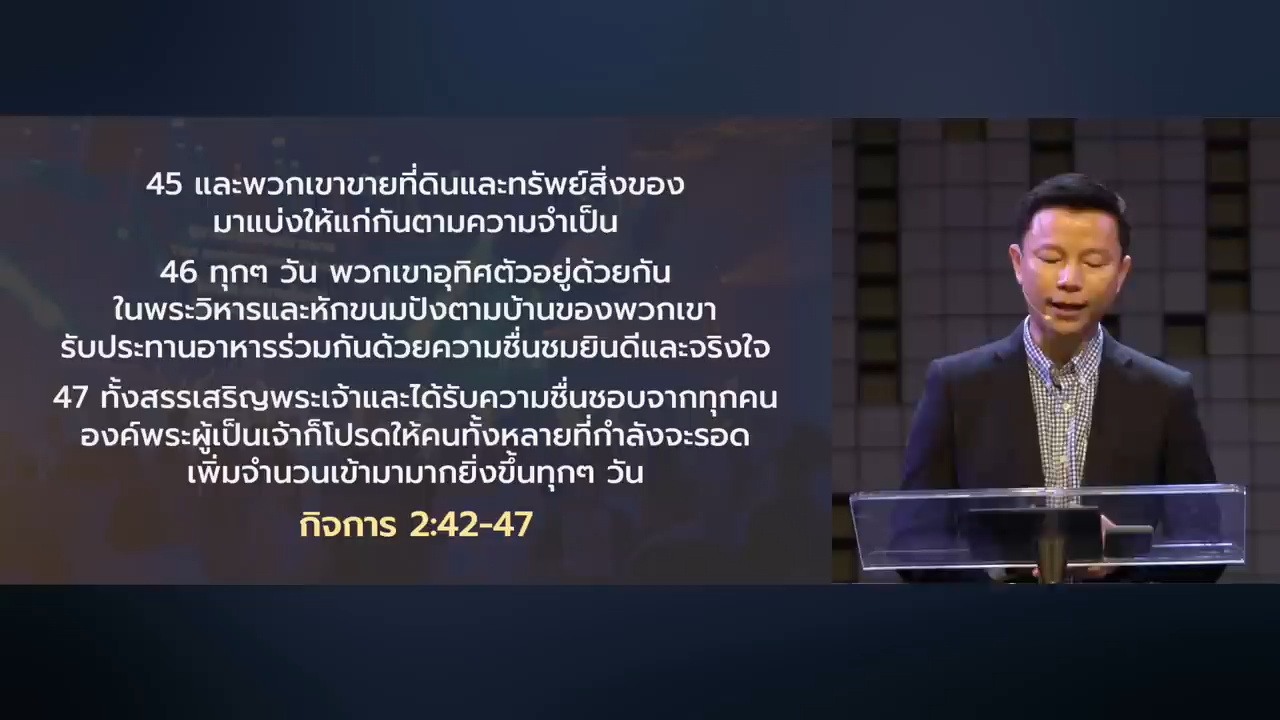 45 และพวกเขาขายที่ดินและทรัพย์สิ่งของ
มาแบ่งให้แก่กันตามความจำเป็น
46 ทุกๆ วัน พวกเขาอุทิศตัวอยู่ด้วยกัน
ในพระวิหารและหักขนมปังตามบ้านของพวกเขา
รับประทานอาหารร่วมกันด้วยความชื่นชมยินดีและจริงใจ
47 ทั้งสรรเสริญพระเจ้าและได้รับความชื่นชอบจากทุกคน
องค์พระผู้เป็นเจ้าก็โปรดให้คนทั้งหลายที่กำลังจะรอด
เพิ่มจำนวนเข้ามามากยิ่งขึ้นทุกๆ วัน
กิจการ 2:42-47